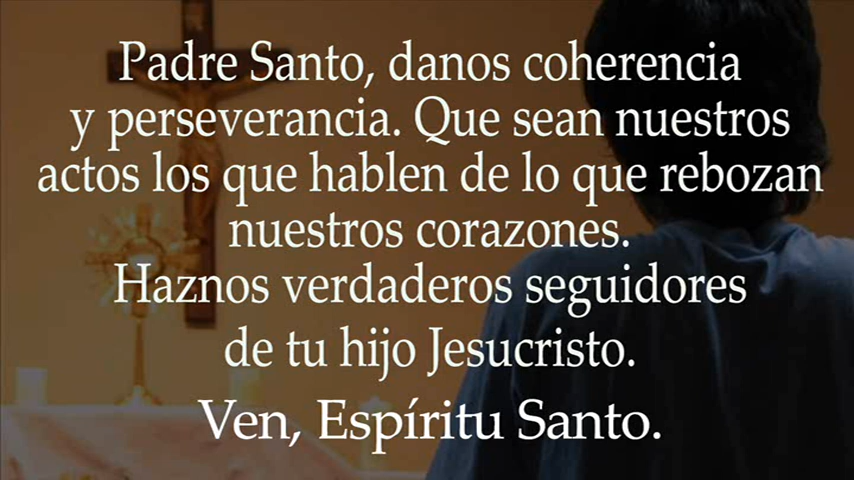 Padre Santo, danos coherencia
y perseverancia. Que sean nuestros
actos los que hablen de lo que rebozan
nuestros corazones.
Haznos verdaderos seguidores
de tu hijo Jesucristo.
Ven, Espíritu Santo.